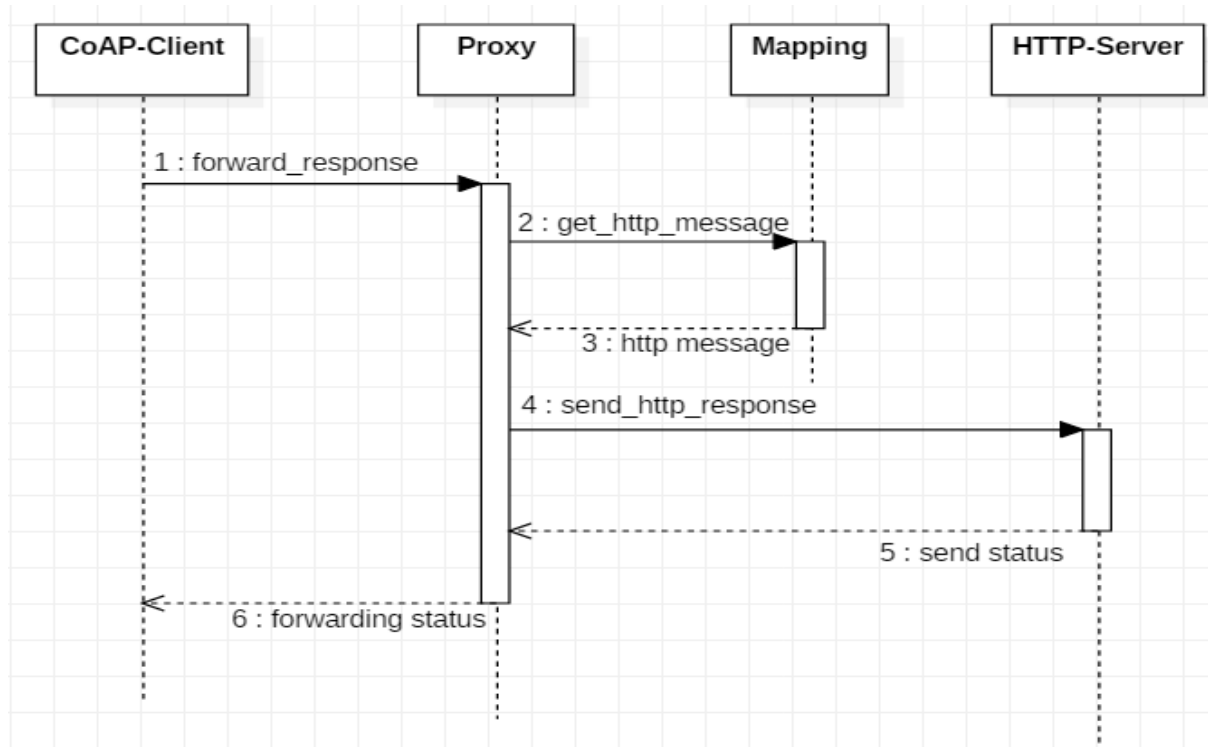 CoAP-Client
Proxy
Mapping
HTTP-Server
1 : forward_response
2 : get_http_message
3 : http message
4 : send_http_response
5 : send status
6 : forwarding status